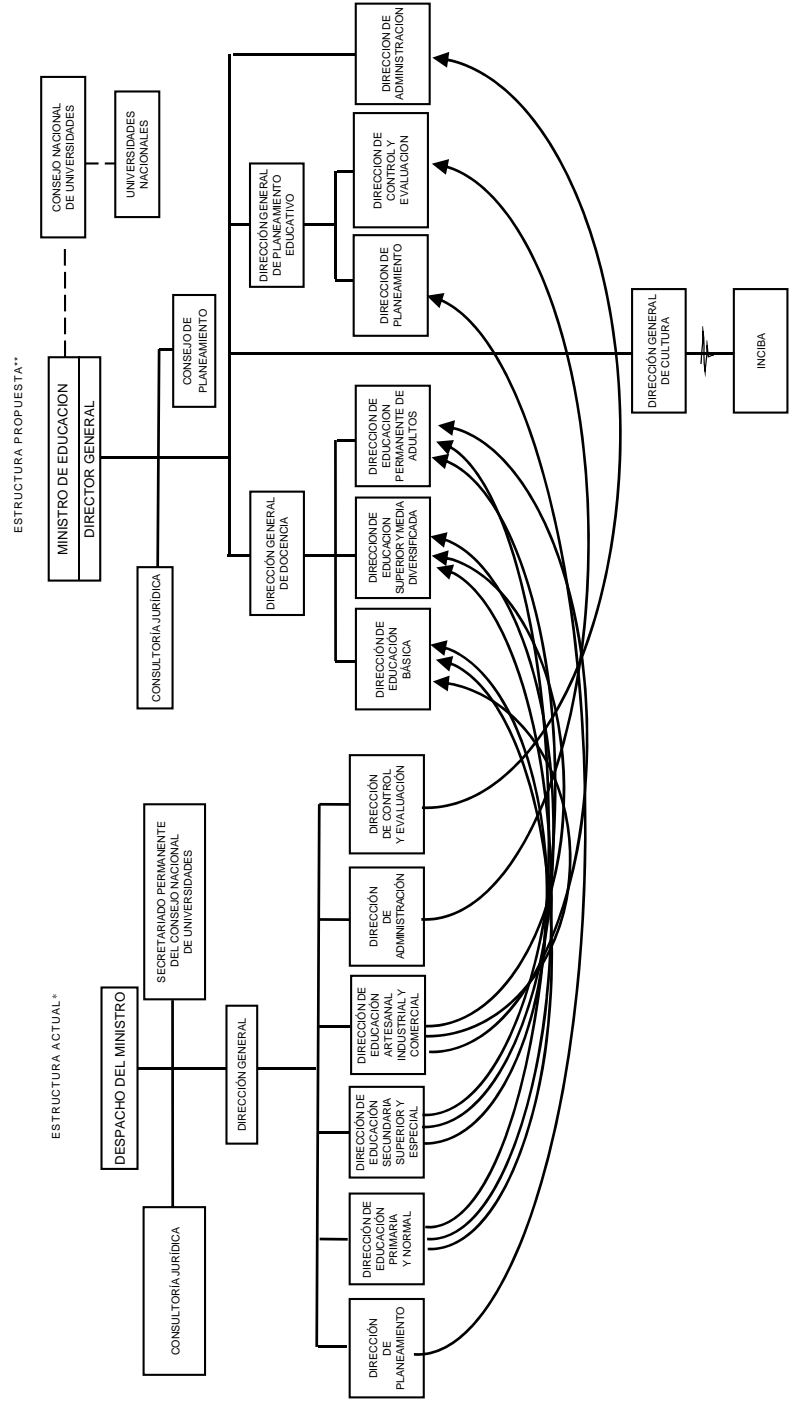 ESTRUCTURA ACTUAL*
DESPACHO DEL MINISTRO
CONSULTORÍA JURÍDICA
SECRETARIADO PERMANENTE
DEL CONSEJO NACIONAL
DE UNIVERSIDADES
DIRECCIÓN GENERAL
DIRECCIÓN
DE
PLANEAMIENTO
DIRECCIÓN DE
EDUCACIÓN
PRIMARIA
Y NORMAL
DIRECCIÓN DE
EDUCACIÓN
SECUNDARIA
SUPERIOR Y
ESPECIAL
DIRECCIÓN DE
EDUCACIÓN
ARTESANAL
INDUSTRIAL Y
COMERCIAL
DIRECCIÓN
DE
ADMINISTRACIÓN
DIRECCIÓN
DE CONTROL
Y EVALUACIÓN
ESTRUCTURA PROPUESTA**
MINISTRO DE EDUCACION
DIRECTOR GENERAL
CONSEJO NACIONAL
DE UNIVERSIDADES
UNIVERSIDADES
NACIONALES
CONSULTORÍA JURÍDICA
CONSEJO DE
PLANEAMIENTO
DIRECCIÓN GENERAL
DE DOCENCIA
DIRECCIÓN GENERAL
DE PLANEAMIENTO
EDUCATIVO
DIRECCIÓN DE
EDUCACIÓN
BÁSICA
DIRECCION DE
EDUCACION
SUPERIOR Y MEDIA
DIVERSIFICADA
DIRECCION DE
EDUCACION
PERMANENTE DE
ADULTOS
DIRECCION DE
PLANEAMIENTO
DIRECCION DE
CONTROL Y
EVALUACION
DIRECCION DE
ADMINISTRACIÓN
DIRECCIÓN GENERAL
DE CULTURA
INCIBA